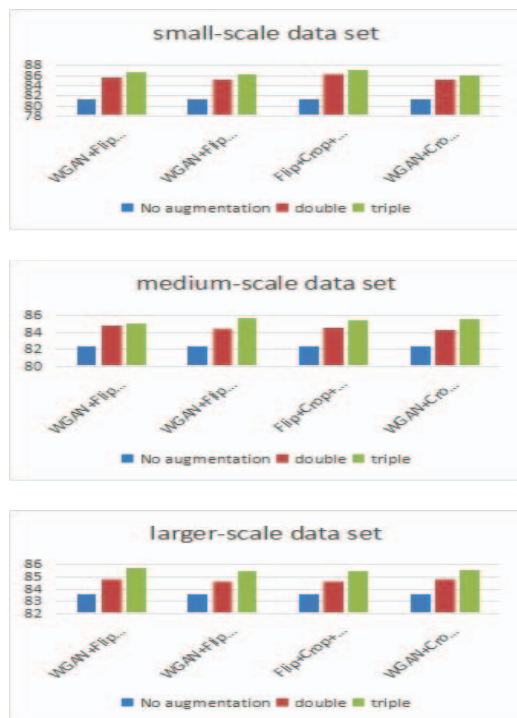 small-scale data set
88
86
84
82
80
78
WGAN+Flip...
WGAN+Flip...
Flip+Crop+...
WGAN+Cro...
No augmentation double triple
medium-scale data set
86
84
82
80
WGAN+Flip...
WGAN+Flip...
Flip+Crop+...
WGAN+Cro...
No augmentation double triple
larger-scale data set
86
85
84
83
82
WGAN+Flip...
WGAN+Flip...
Flip+Crop+...
WGAN+Cro...
No augmentation double triple